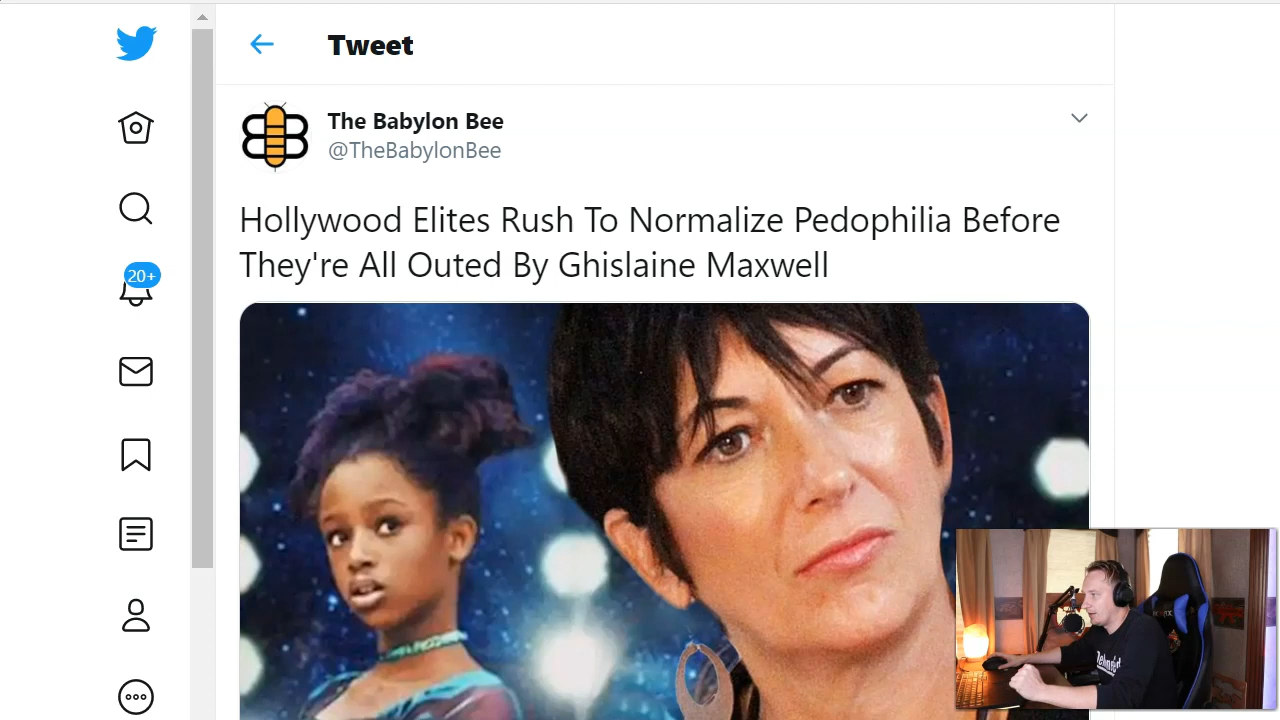 Tweet
The Babylon Bee
@TheBabylonBee
Hollywood Elites Rush To Normalize Pedophilia Before
They're All Outed By Ghislaine Maxwell
20+